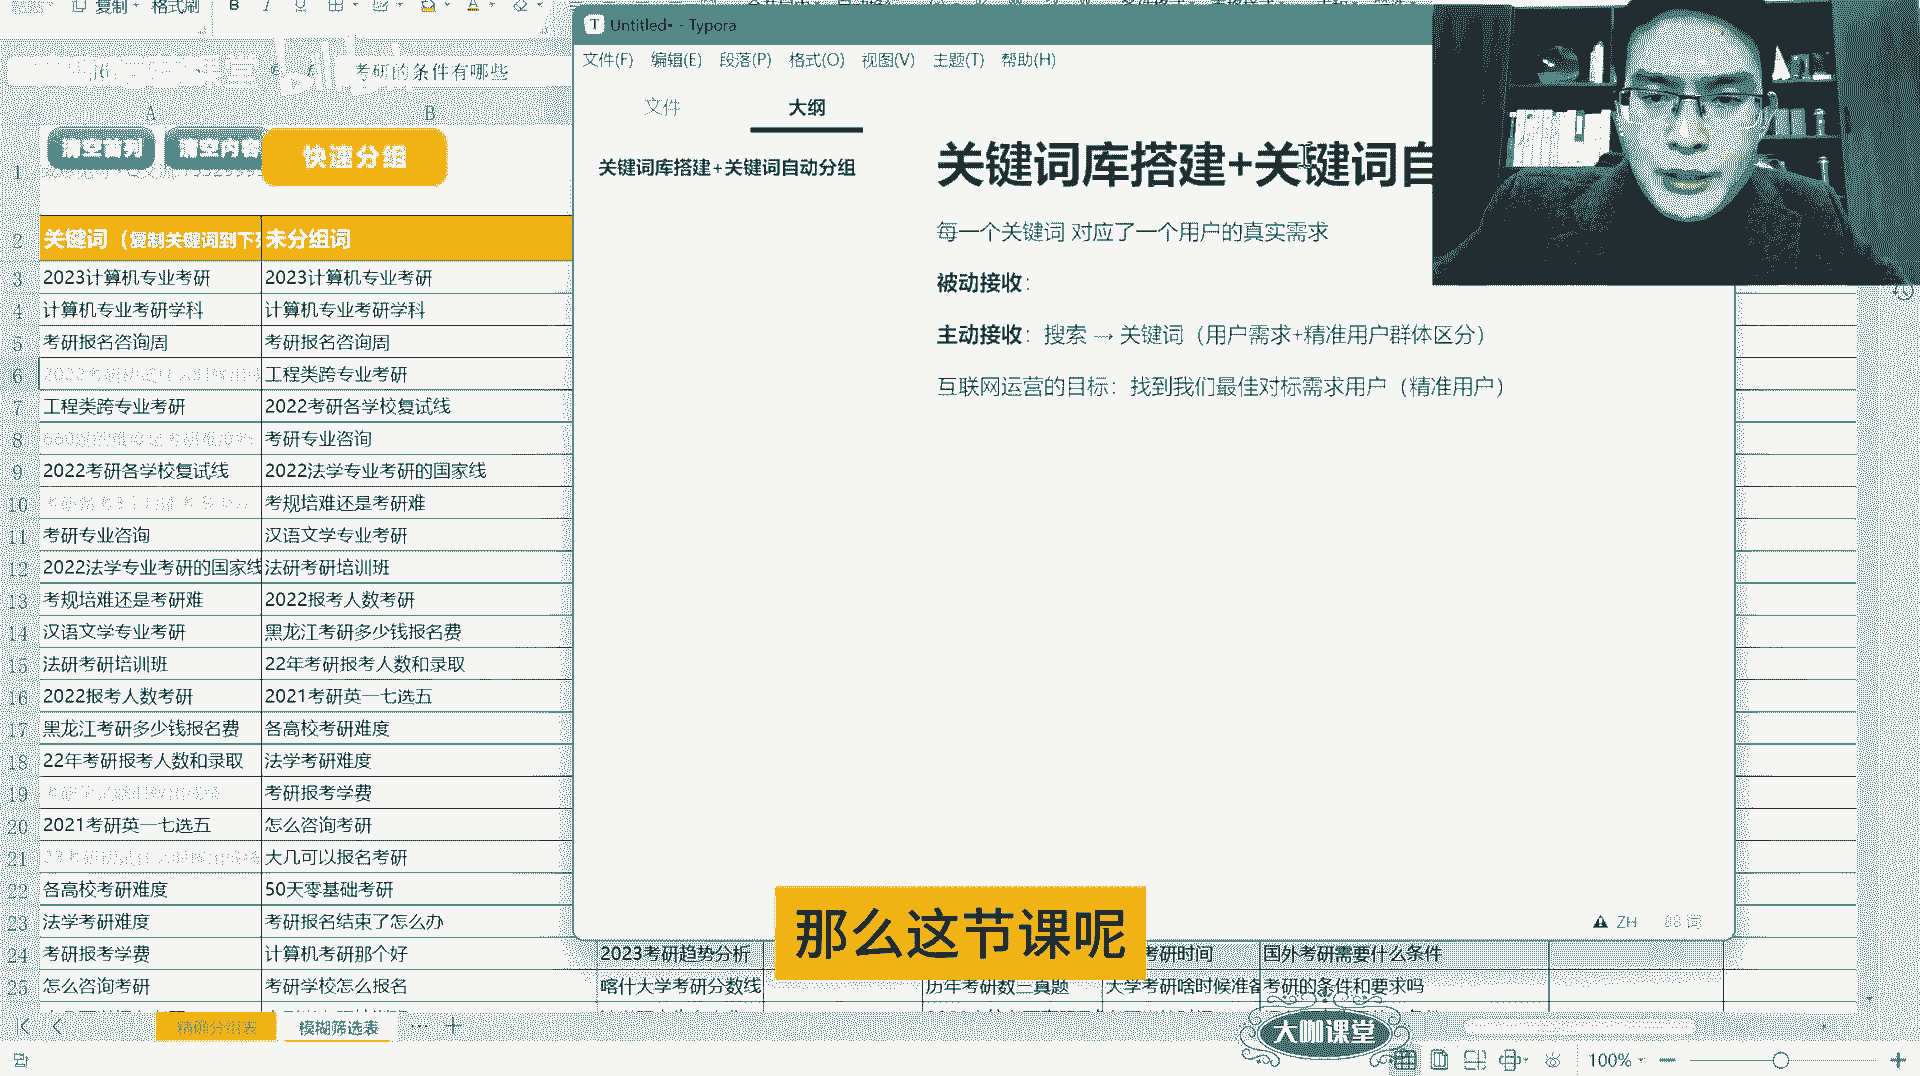 复制 格式刷 B I U A
考研的条件有哪些
A B
清空首列 清空内容 快速分组
1
2 关键词（复制关键词到下列 未分组词
3 2023计算机专业考研 2023计算机专业考研
4 计算机专业考研学科 计算机专业考研学科
5 考研报名咨询周 考研报名咨询周
6 工程类跨专业考研
7 工程类跨专业考研 2022考研各学校复试线
8 考研专业咨询
9 2022考研各学校复试线 2022法学专业考研的国家线
10 考规培难还是考研难
11 考研专业咨询 汉语文学专业考研
12 2022法学专业考研的国家线 法研考研培训班
13 考规培难还是考研难 2022报考人数考研
14 汉语文学专业考研 黑龙江考研多少钱报名费
15 法研考研培训班 22年考研报考人数和录取
16 2022报考人数考研 2021考研英一七选五
17 黑龙江考研多少钱报名费 各高校考研难度
18 22年考研报考人数和录取 法学考研难度
19 考研报考学费
20 2021考研英一七选五 怎么咨询考研
21 大几可以报名考研
22 各高校考研难度 50天零基础考研
23 法学考研难度 考研报名结束了怎么办
24 考研报考学费 计算机考研那个好 2023考研趋势分析 考研时间 国外考研需要什么条件
25 怎么咨询考研 考研学校怎么报名 喀什大学考研分数线 历年考研数三真题 大学考研啥时候准备 考研的条件和要求吗
精确分组表 模糊筛选表 ··· +
100%
T Untitled• - Typora
文件(F) 编辑(E) 段落(P) 格式(O) 视图(V) 主题(T) 帮助(H)
文件 大纲
关键词库搭建+关键词自动分组
关键词库搭建+关键词自
每一个关键词 对应了一个用户的真实需求
被动接收：
主动接收：搜索 → 关键词（用户需求+精准用户群体区分）
互联网运营的目标：找到我们最佳对标需求用户（精准用户）
ZH 88 词
那么这节课呢
大咖课堂